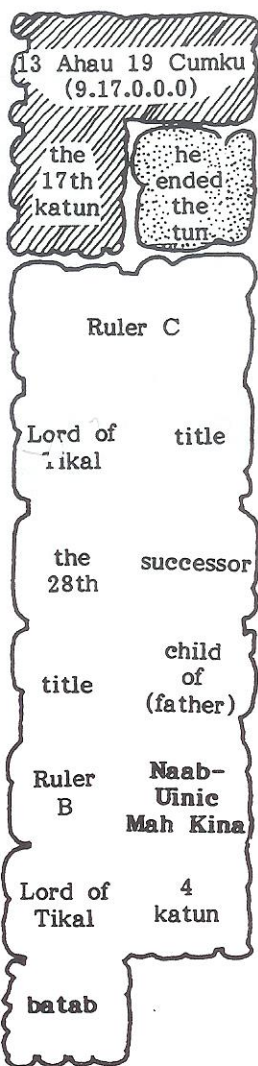 13 Ahau 19 Cumku
(9.17.0.0.0)
the
17th
katun
he
ended
the
tun
Ruler C
Lord of
Tikal
title
the
28th
successor
title
child
of
(father)
Ruler
B
Naab-
Uinic
Mah Kina
Lord of
Tikal
4
katun
batab